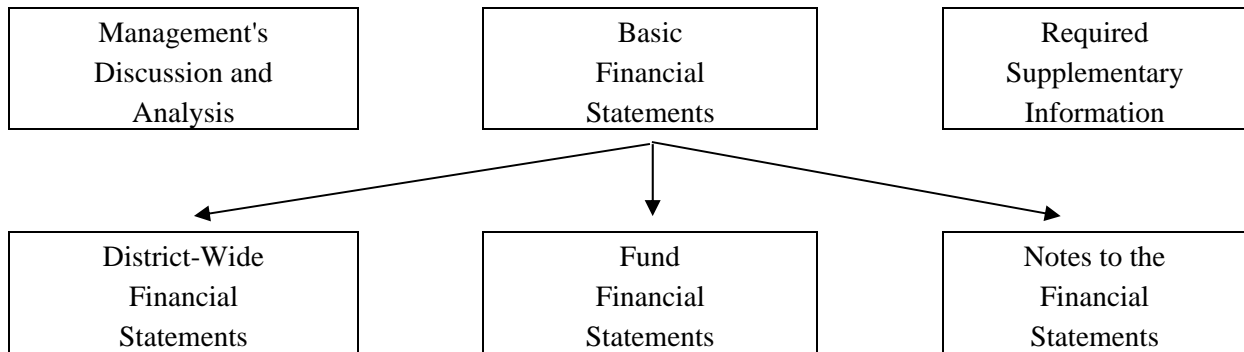 Management's
Discussion and
Analysis
Basic
Financial
Statements
Required
Supplementary
Information
District-Wide
Financial
Statements
Fund
Financial
Statements
Notes to the
Financial
Statements